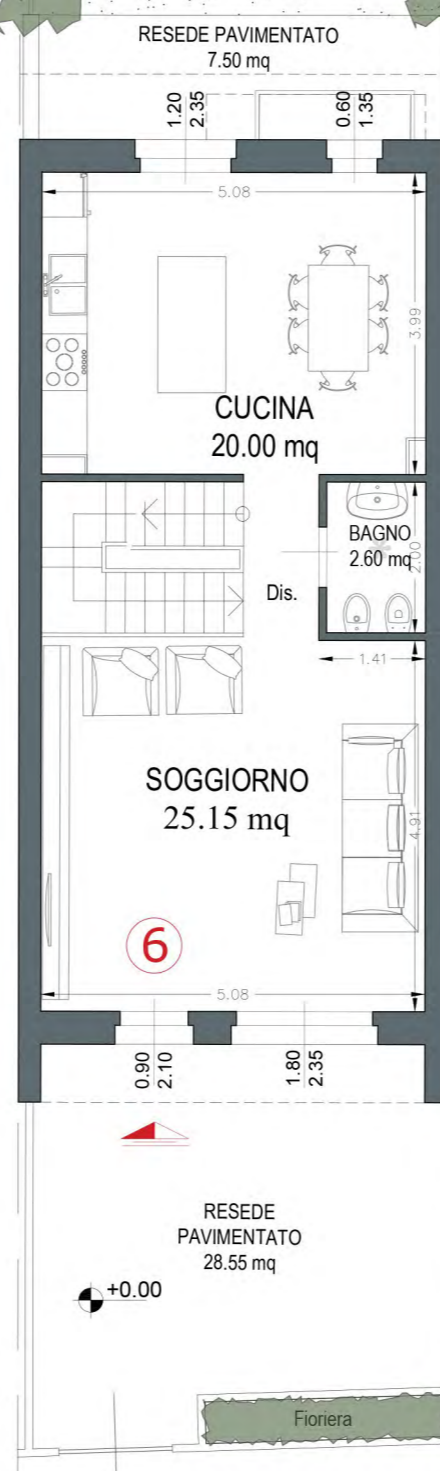 RESEDE PAVIMENTATO
7.50 mq
1.20
2.35
0.60
1.35
5.08
3.99
CUCINA
20.00 mq
BAGNO
2.60 mq
2.00
Dis.
1.41
SOGGIORNO
25.15 mq
4.91
6
5.08
0.90
2.10
1.80
2.35
RESEDE
PAVIMENTATO
28.55 mq
+0.00
Fioriera